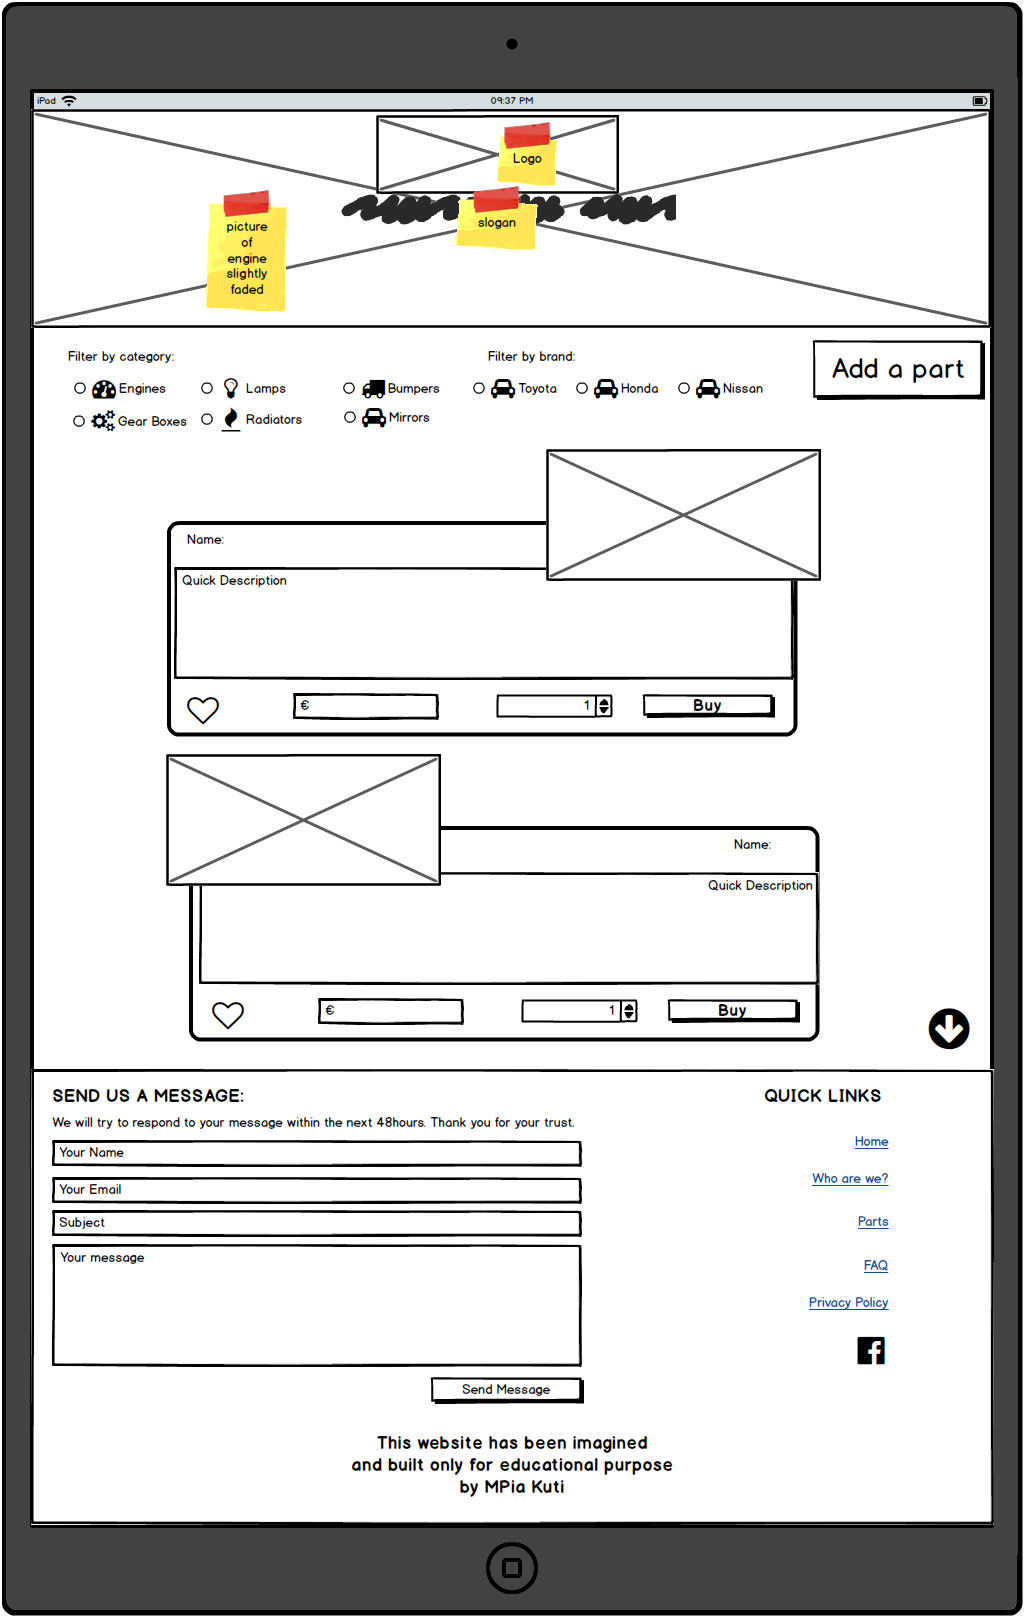 iPad 09:37 PM
Logo
slogan
picture
of
engine
slightly
faded
Filter by category:
Filter by brand:
Add a part
Engines Lamps Bumpers Toyota Honda Nissan
Gear Boxes Radiators Mirrors
Name:
Quick Description
€ 1 Buy
Name:
Quick Description
€ 1 Buy
SEND US A MESSAGE:
We will try to respond to your message within the next 48hours. Thank you for your trust.
Your Name
Your Email
Subject
Your message
Send Message
QUICK LINKS
Home
Who are we?
Parts
FAQ
Privacy Policy
This website has been imagined
and built only for educational purpose
by MPia Kuti